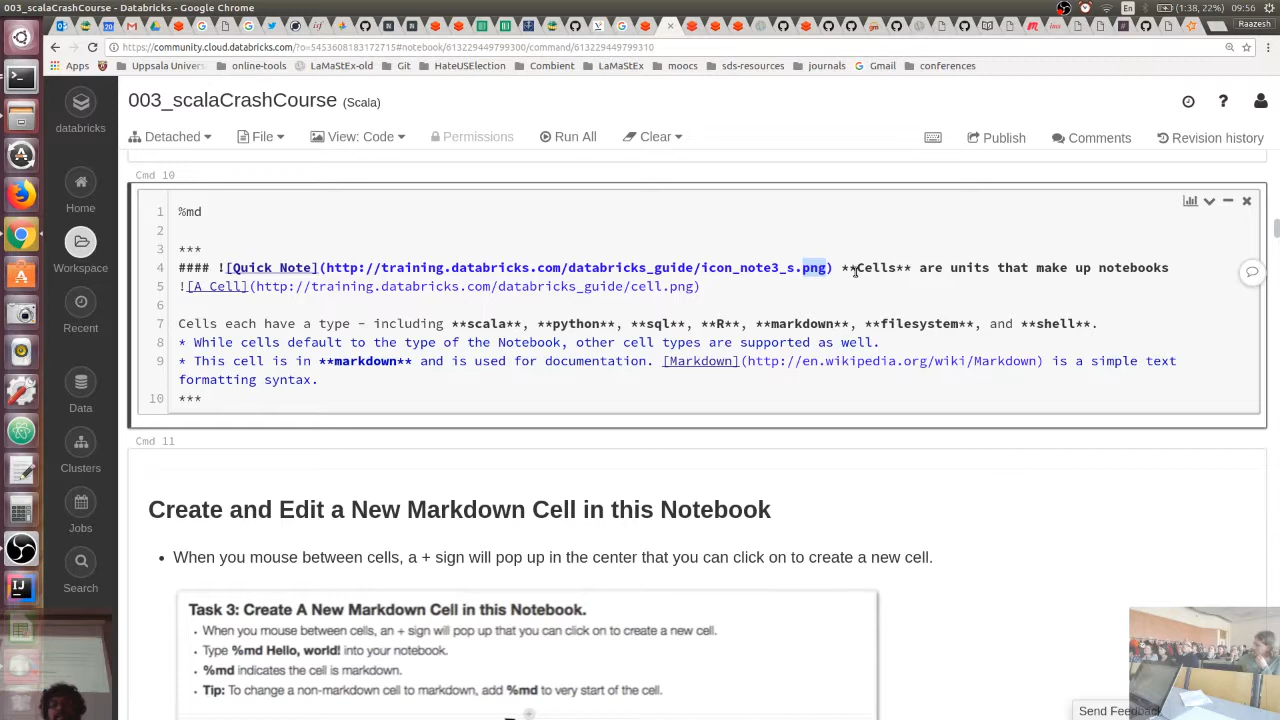 003_scalaCrashCourse - Databricks - Google Chrome
En
(1:38, 22%)
09:56
Raazesh
https://community.cloud.databricks.com/?o=5453608183172715#notebook/613229449799300/command/613229449799310
Apps
Uppsala Univers
online-tools
LaMaStEx-old
Git
HateUSElection
Combient
LaMaStEx
moocs
sds-resources
journals
Gmail
conferences
databricks
Home
Workspace
Recent
Data
Clusters
Jobs
Search
003_scalaCrashCourse (Scala)
Detached
File
View: Code
Permissions
Run All
Clear
Publish
Comments
Revision history
Cmd 10
1 %md
2
3 ***
4 #### ![Quick Note](http://training.databricks.com/databricks_guide/icon_note3_s.png) **Cells** are units that make up notebooks
5 ![A Cell](http://training.databricks.com/databricks_guide/cell.png)
6
7 Cells each have a type - including **scala**, **python**, **sql**, **R**, **markdown**, **filesystem**, and **shell**.
8 * While cells default to the type of the Notebook, other cell types are supported as well.
9 * This cell is in **markdown** and is used for documentation. [Markdown](http://en.wikipedia.org/wiki/Markdown) is a simple text
formatting syntax.
10 ***
Cmd 11
Create and Edit a New Markdown Cell in this Notebook
• When you mouse between cells, a + sign will pop up in the center that you can click on to create a new cell.
Task 3: Create A New Markdown Cell in this Notebook.
• When you mouse between cells, an + sign will pop up that you can click on to create a new cell.
• Type %md Hello, world! into your notebook.
• %md indicates the cell is markdown.
• Tip: To change a non-markdown cell to markdown, add %md to very start of the cell.
Send Feedback